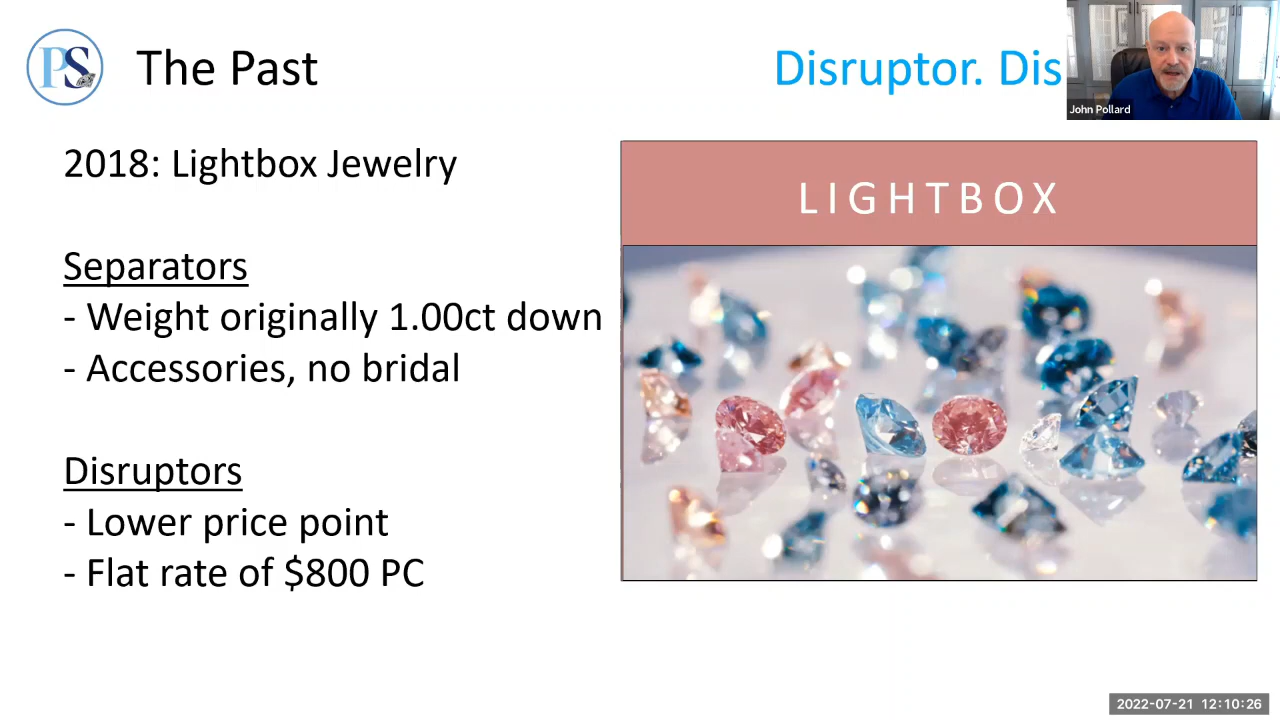 PS
The Past
Disruptor. Dis
John Pollard
2018: Lightbox Jewelry
LIGHTBOX
Separators
- Weight originally 1.00ct down
- Accessories, no bridal
Disruptors
- Lower price point
- Flat rate of $800 PC
2022-07-21 12:10:26